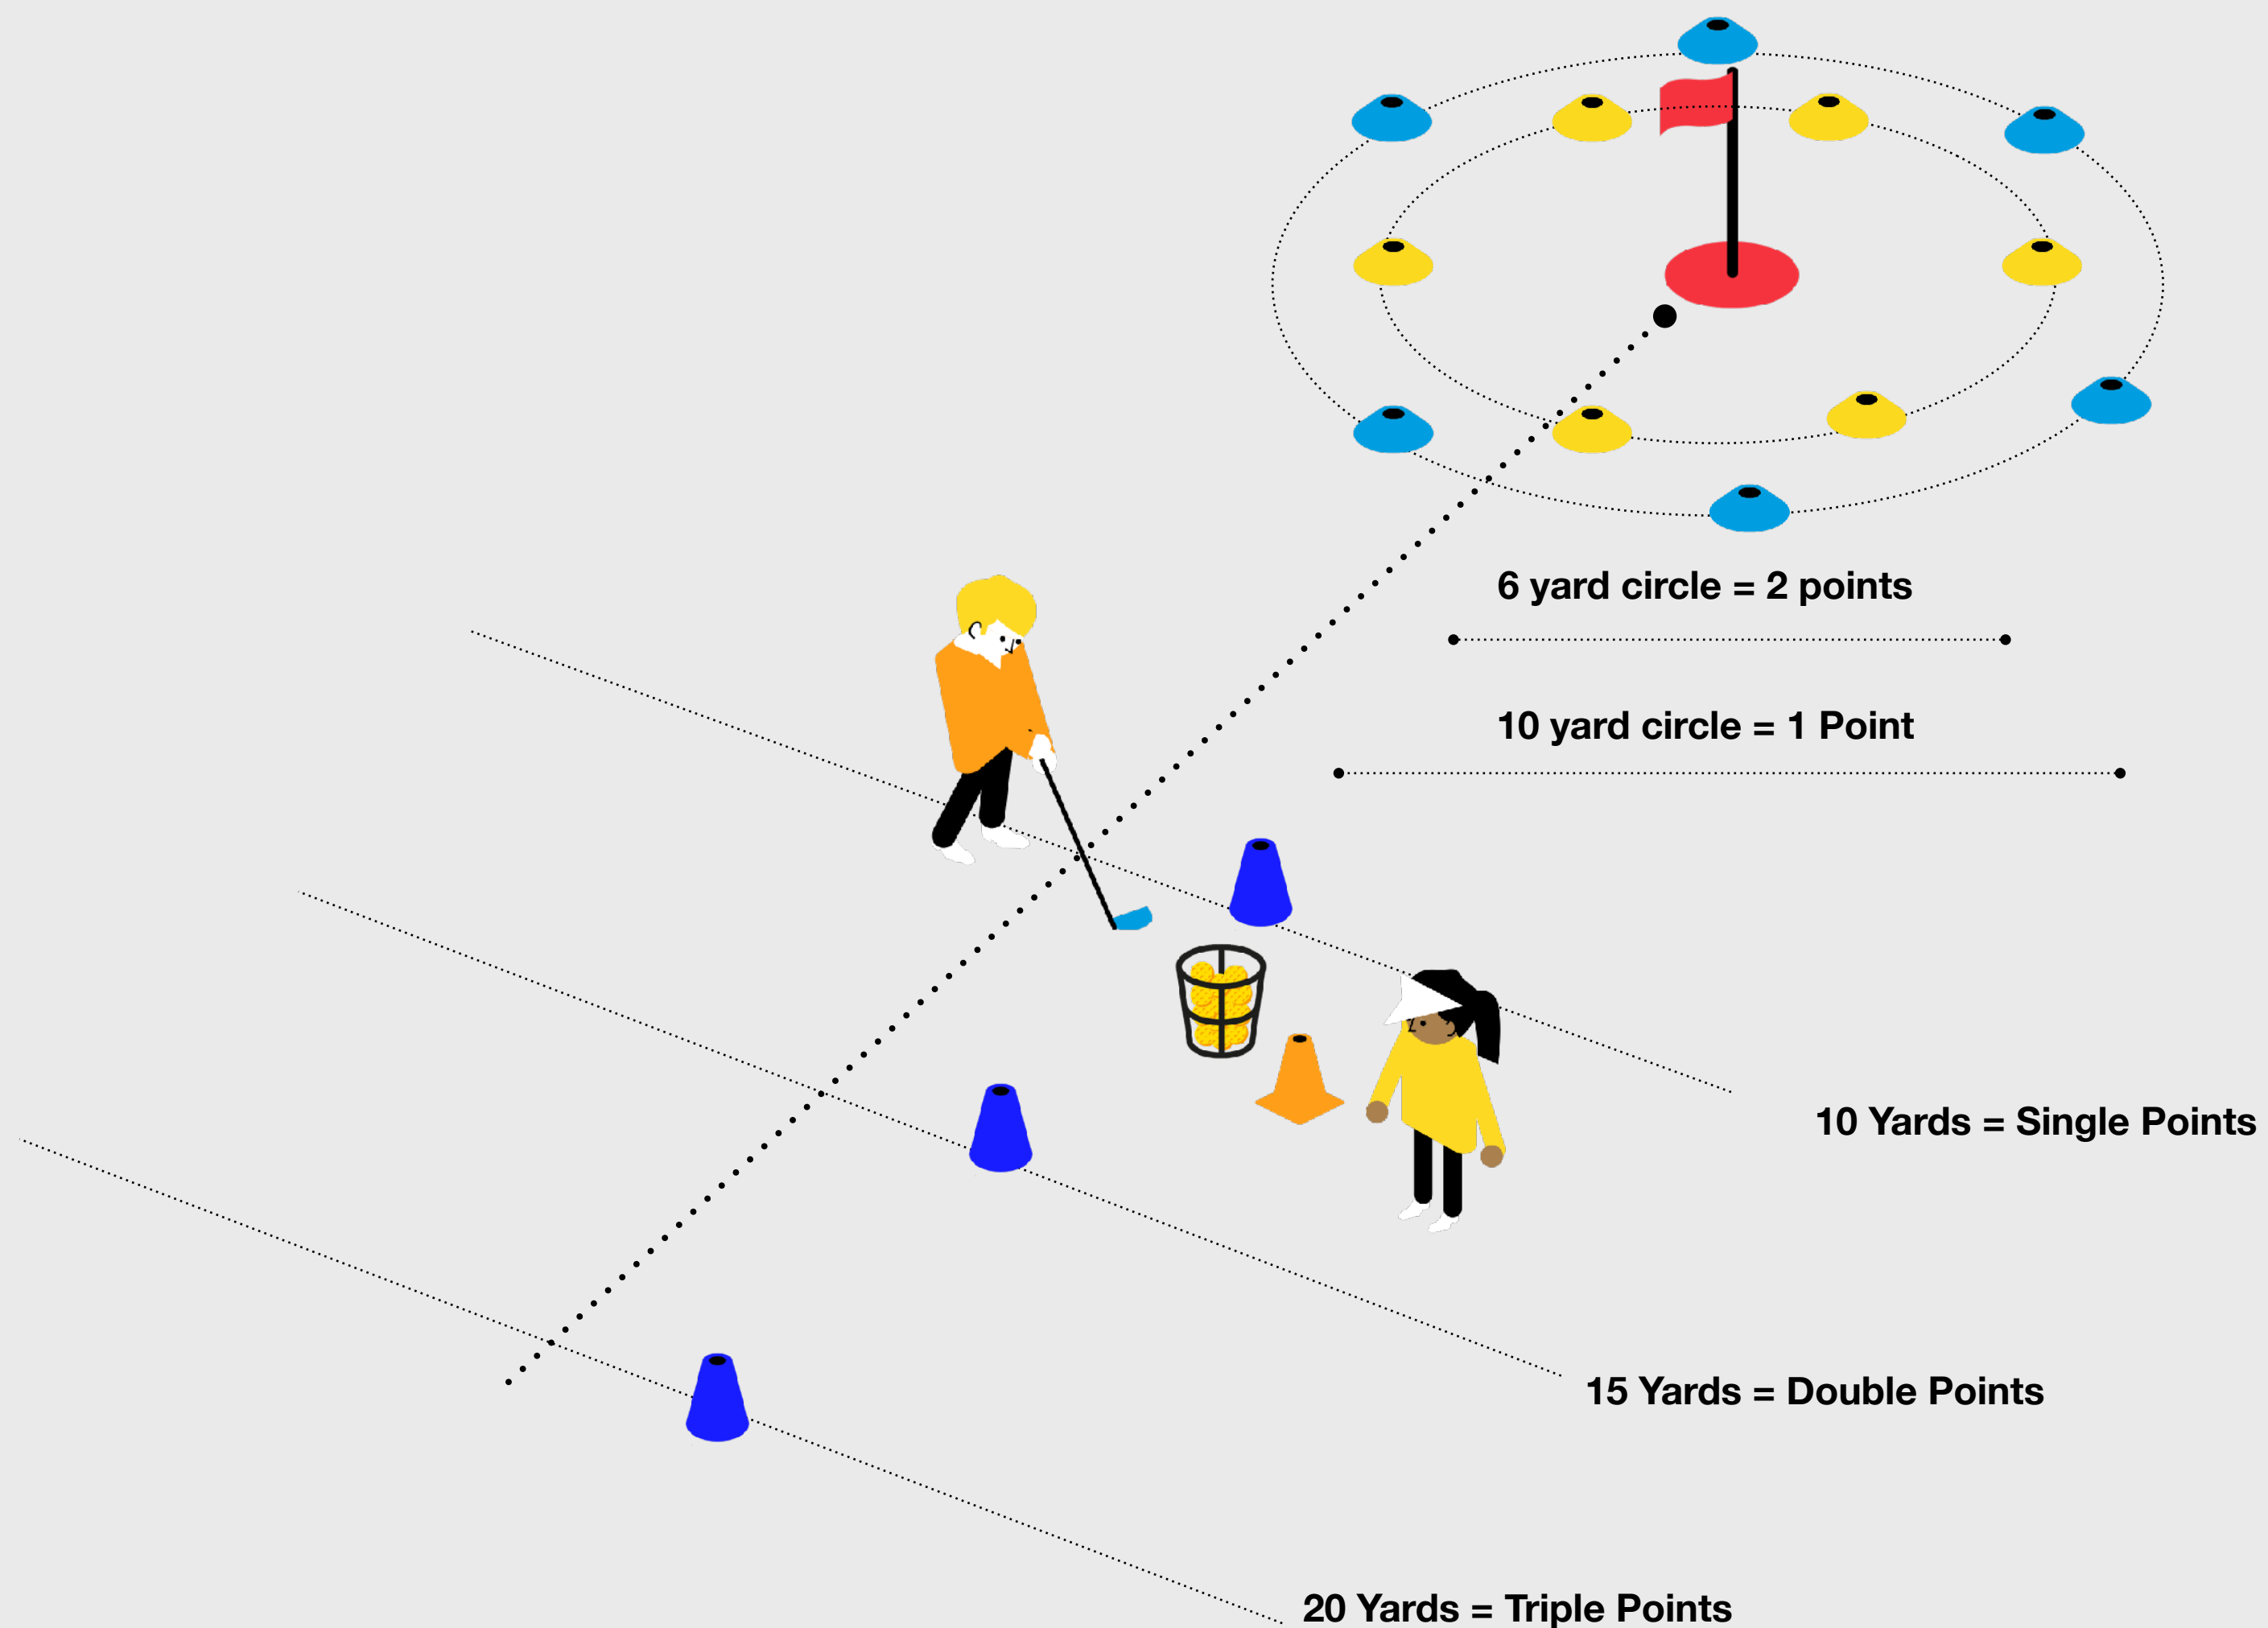 6 yard circle = 2 points
10 yard circle = 1 Point
10 Yards = Single Points
15 Yards = Double Points
20 Yards = Triple Points